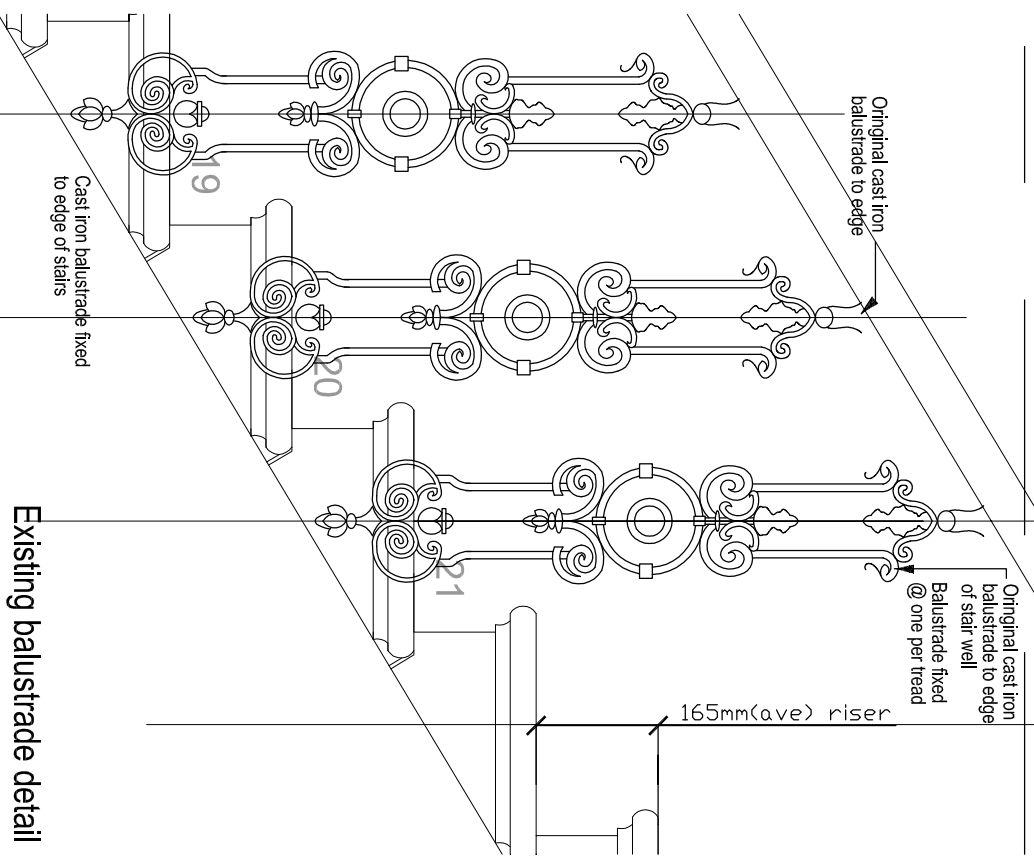 Oringinal cast iron
balustrade to edge
Oringinal cast iron
balustrade to edge
of stair well
Balustrade fixed
@ one per tread
165mm(ave) riser
19
20
21
Cast iron balustrade fixed
to edge of stairs
Existing balustrade detail